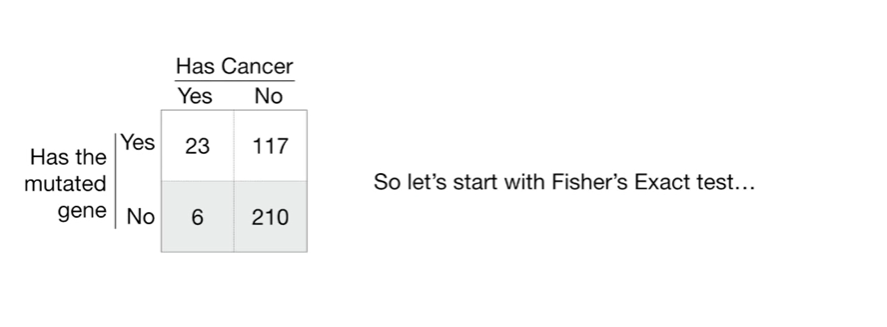 Has Cancer
Yes No
Has the
mutated
gene
Yes 23 117
No 6 210
So let’s start with Fisher’s Exact test…